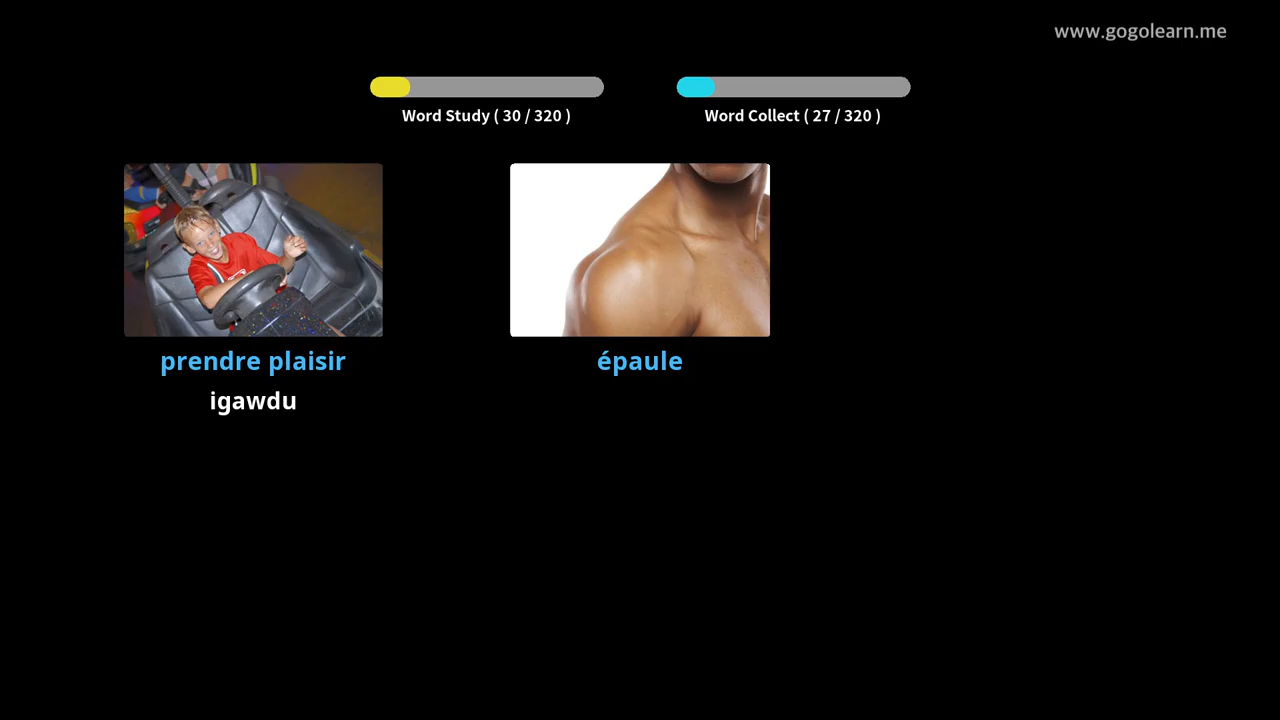 www.gogolearn.me
Word Study ( 30 / 320 )
Word Collect ( 27 / 320 )
prendre plaisir
igawdu
épaule